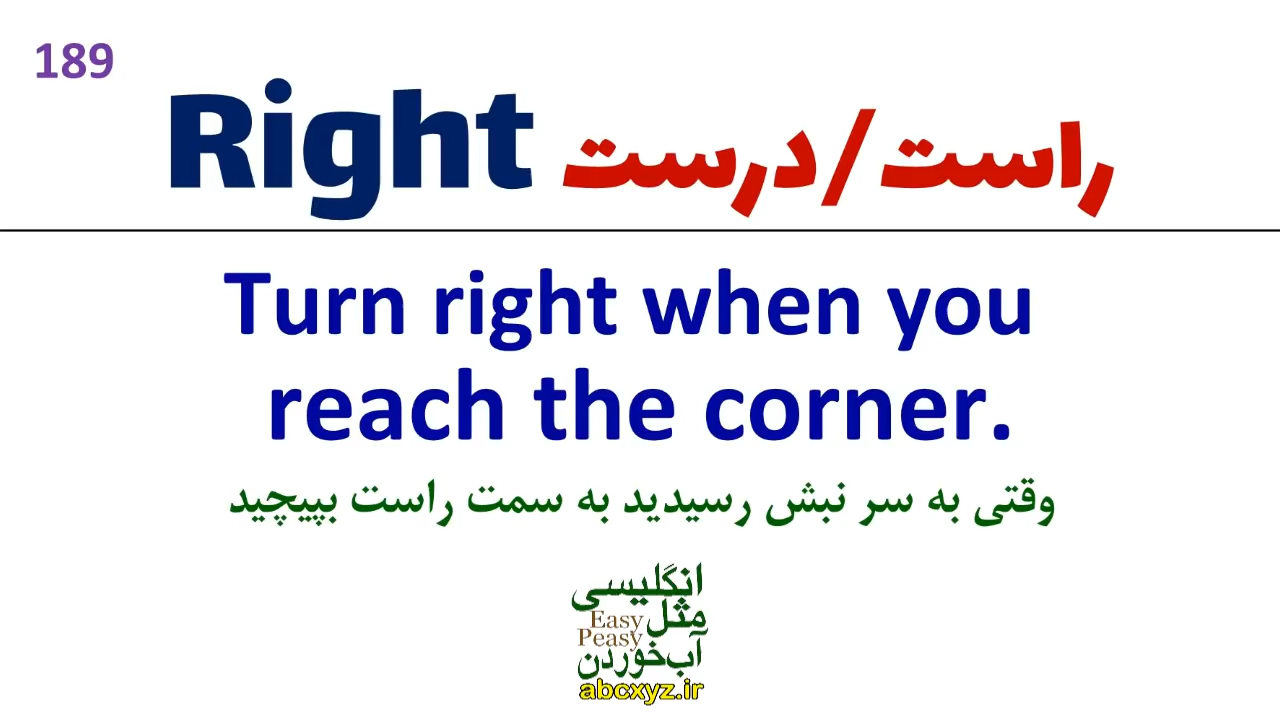 189
Right راست/درست
Turn right when you
reach the corner.
وقتی به سر نبش رسیدید به سمت راست بپیچید
انگلیسی
مثل Easy
Peasy
آب‌خوردن
abcxyz.ir